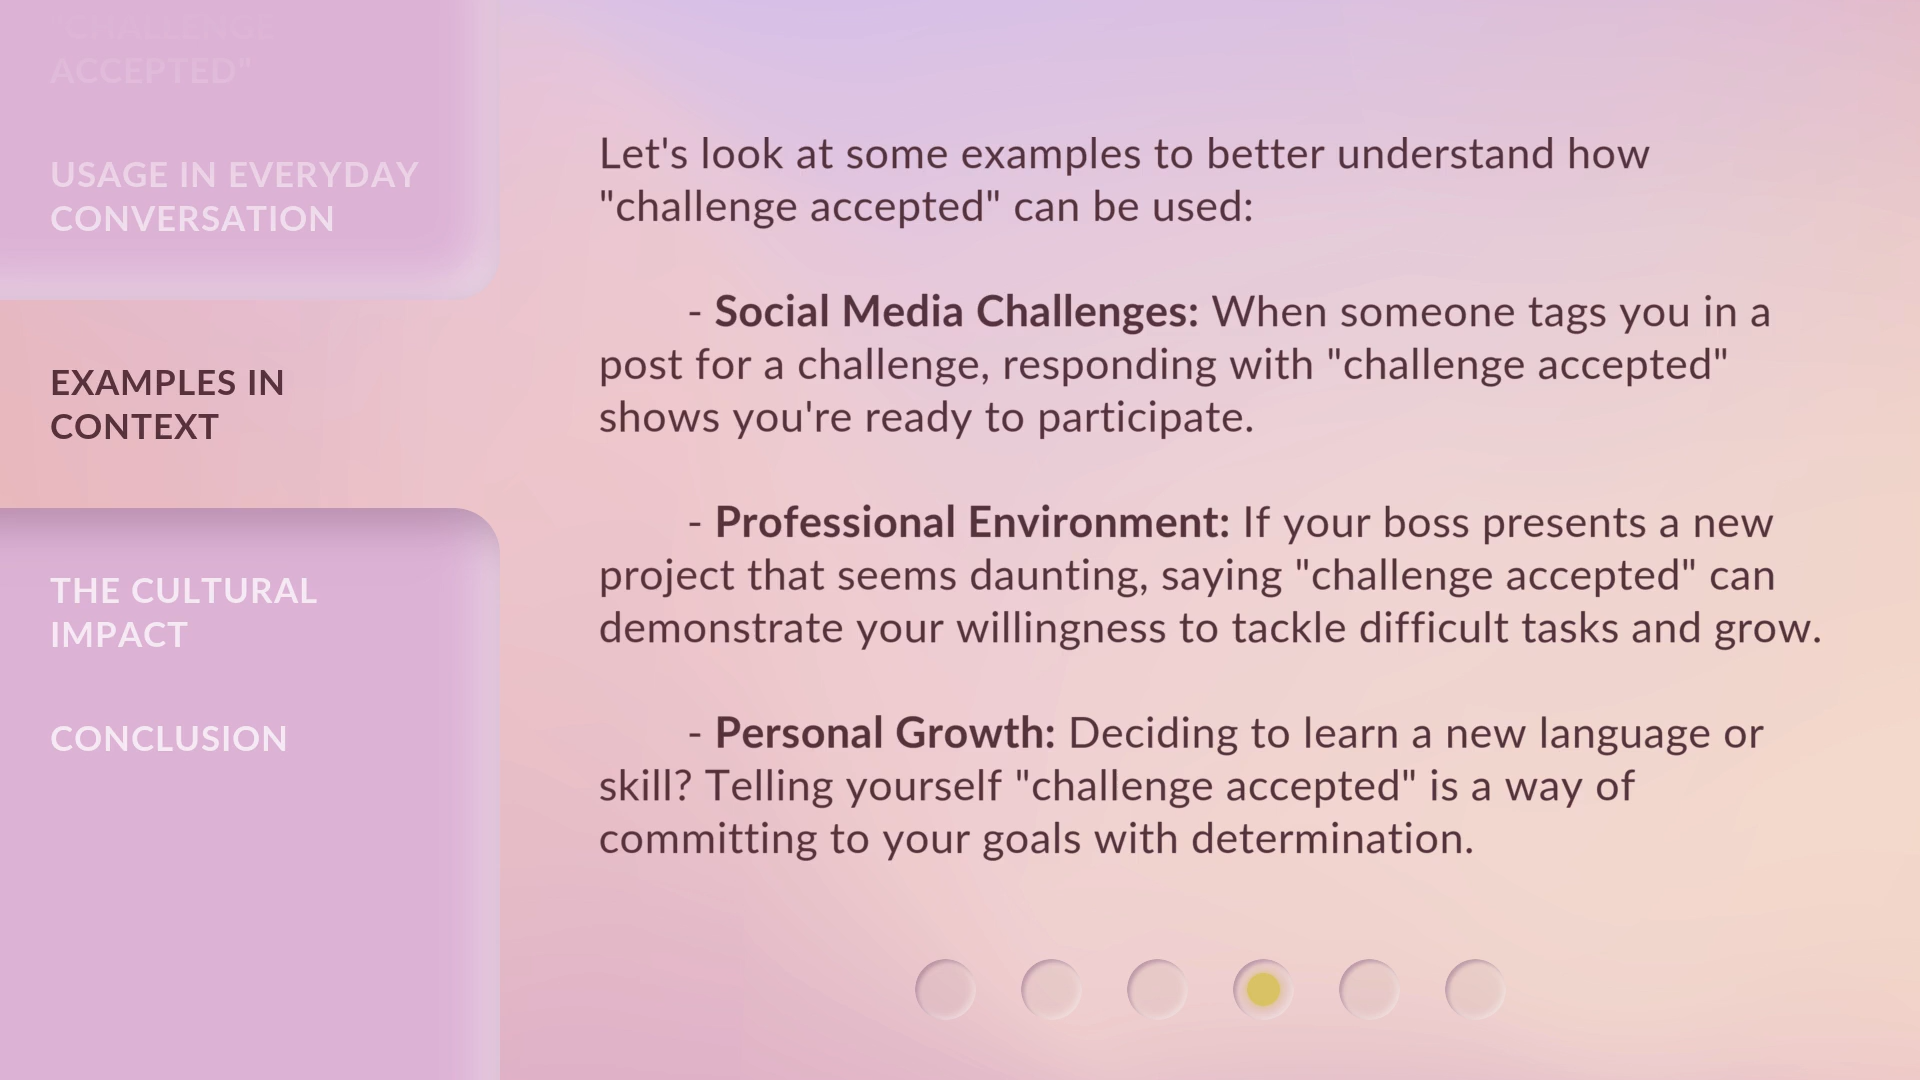 "CHALLENGE
ACCEPTED"
USAGE IN EVERYDAY
CONVERSATION
EXAMPLES IN
CONTEXT
THE CULTURAL
IMPACT
CONCLUSION
Let's look at some examples to better understand how
"challenge accepted" can be used:
- Social Media Challenges: When someone tags you in a
post for a challenge, responding with "challenge accepted"
shows you're ready to participate.
- Professional Environment: If your boss presents a new
project that seems daunting, saying "challenge accepted" can
demonstrate your willingness to tackle difficult tasks and grow.
- Personal Growth: Deciding to learn a new language or
skill? Telling yourself "challenge accepted" is a way of
committing to your goals with determination.